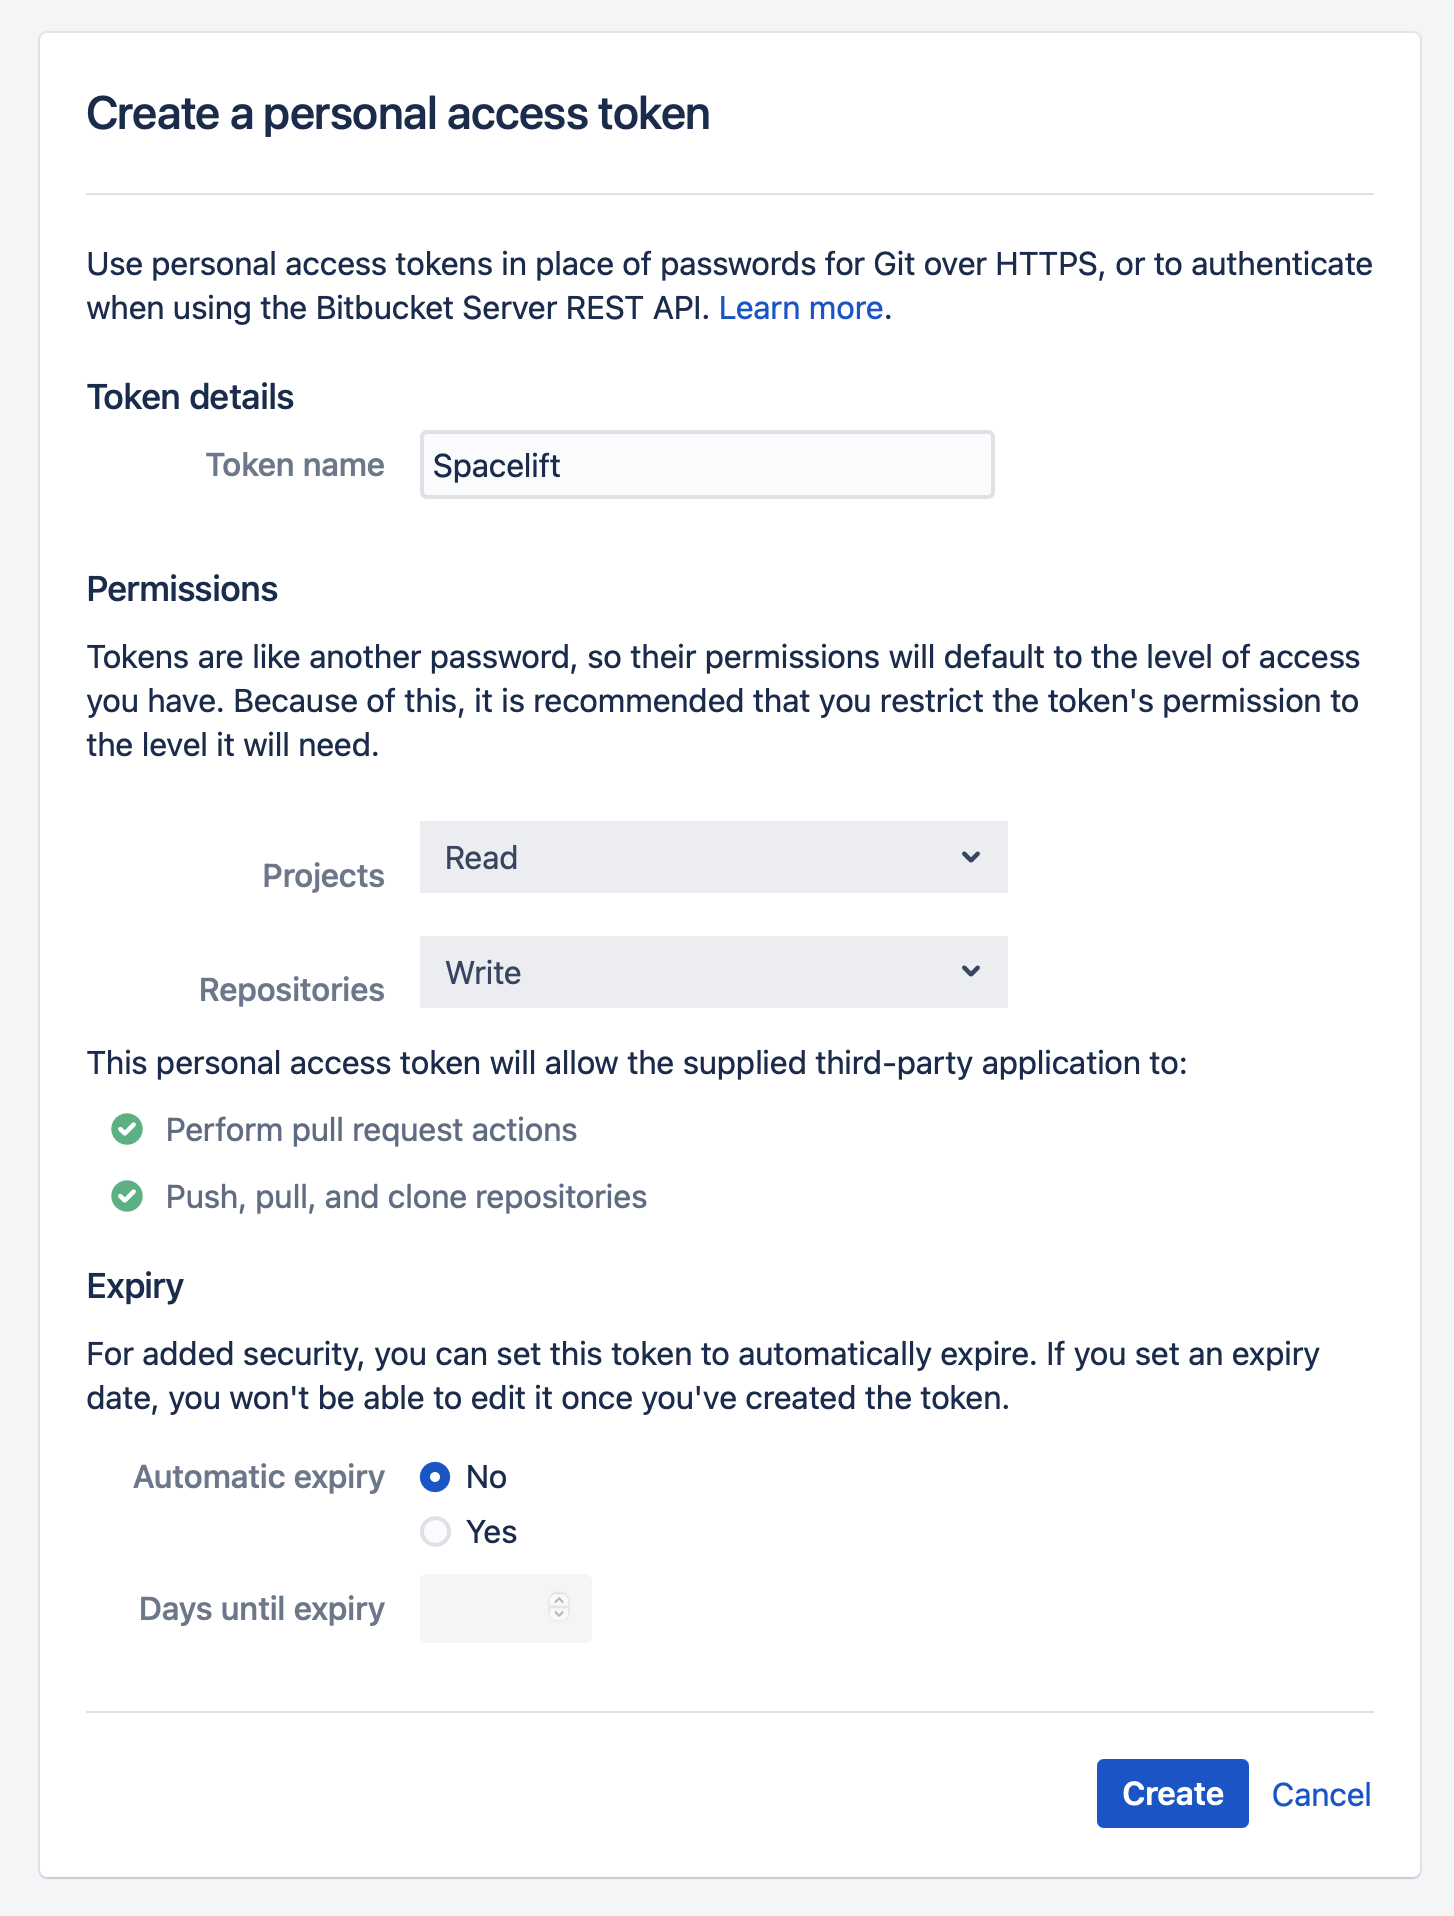 Create a personal access token
Use personal access tokens in place of passwords for Git over HTTPS, or to authenticate
when using the Bitbucket Server REST API. Learn more.
Token details
Token name Spacelift
Permissions
Tokens are like another password, so their permissions will default to the level of access
you have. Because of this, it is recommended that you restrict the token's permission to
the level it will need.
Projects Read
Repositories Write
This personal access token will allow the supplied third-party application to:
Perform pull request actions
Push, pull, and clone repositories
Expiry
For added security, you can set this token to automatically expire. If you set an expiry
date, you won't be able to edit it once you've created the token.
Automatic expiry No
Yes
Days until expiry
Create Cancel